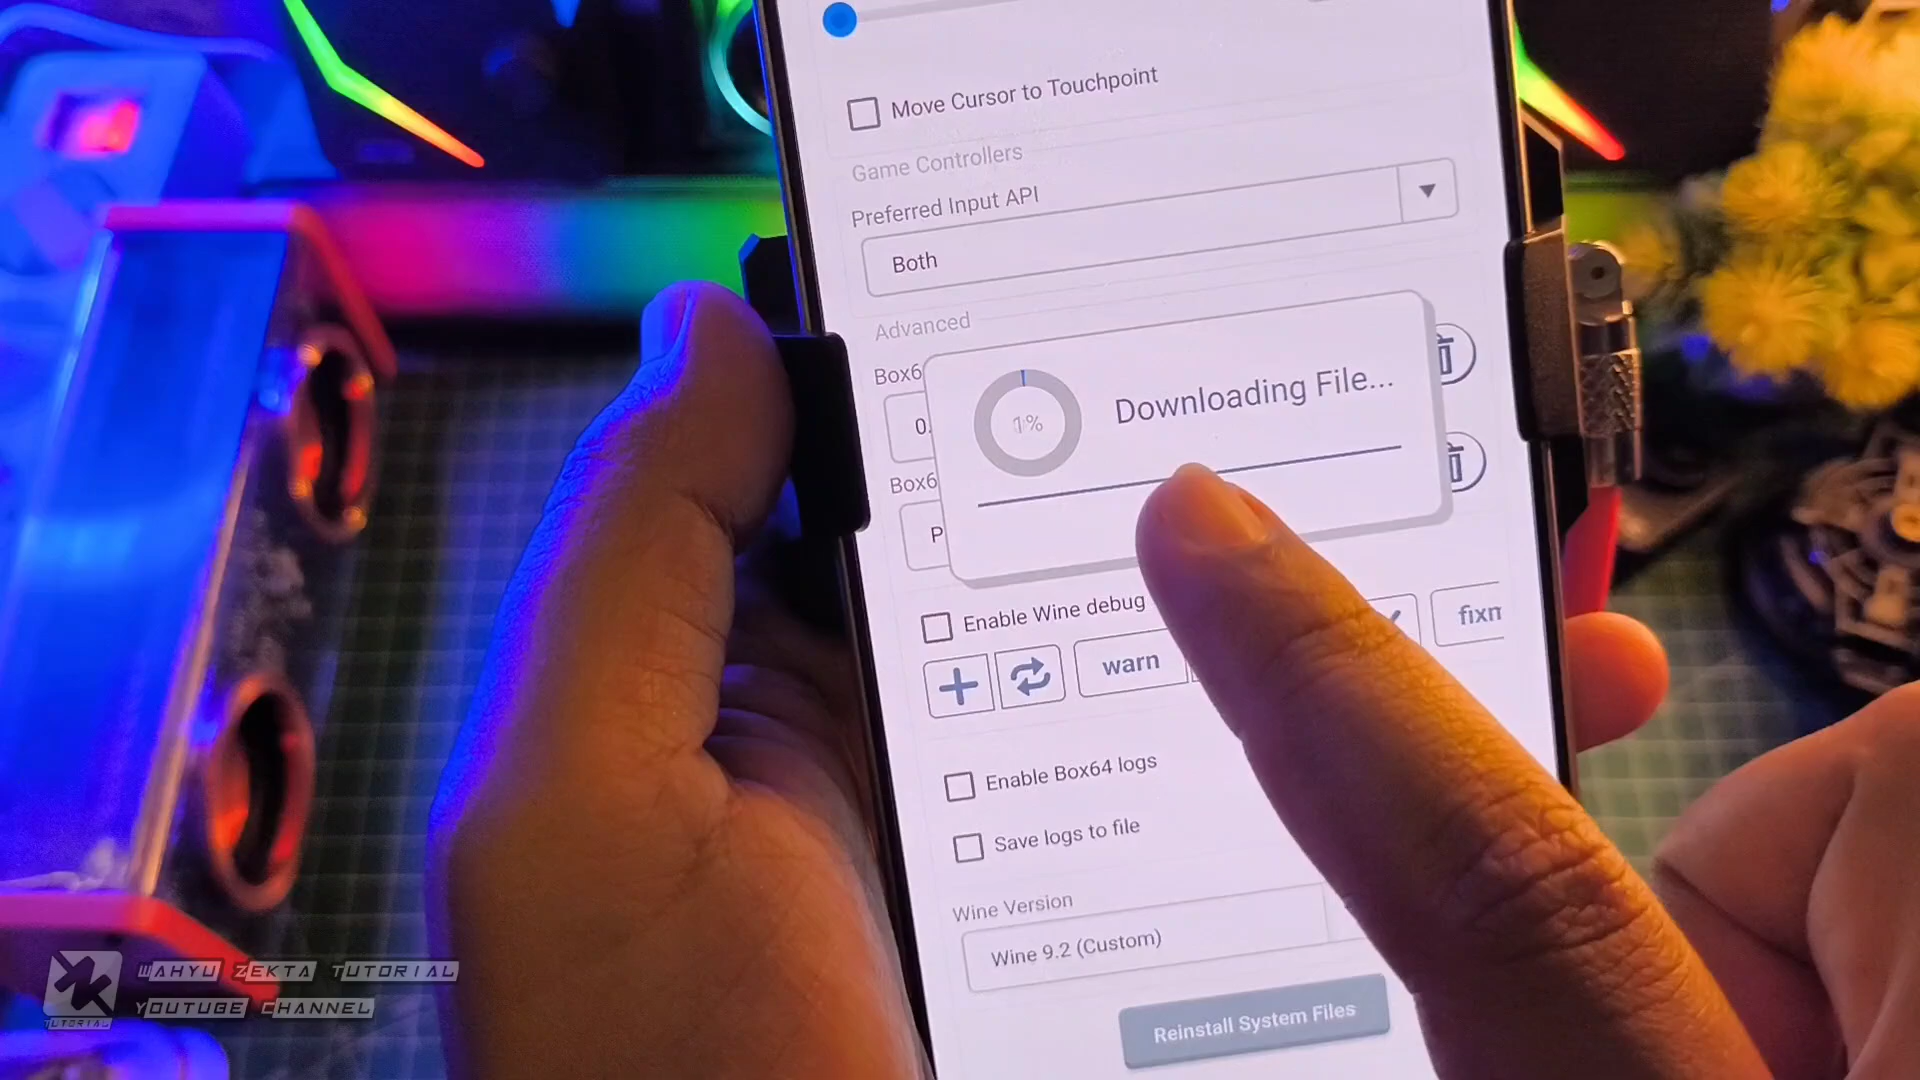 Move Cursor to Touchpoint
Game Controllers
Preferred Input API
Both
Advanced
Box6
0.
1%
Downloading File...
Box6
P
Enable Wine debug
warn
fixm
Enable Box64 logs
Save logs to file
Wine Version
Wine 9.2 (Custom)
Reinstall System Files
WAHYU ZEKTA TUTORIAL
YOUTUBE CHANNEL
TUTORIAL